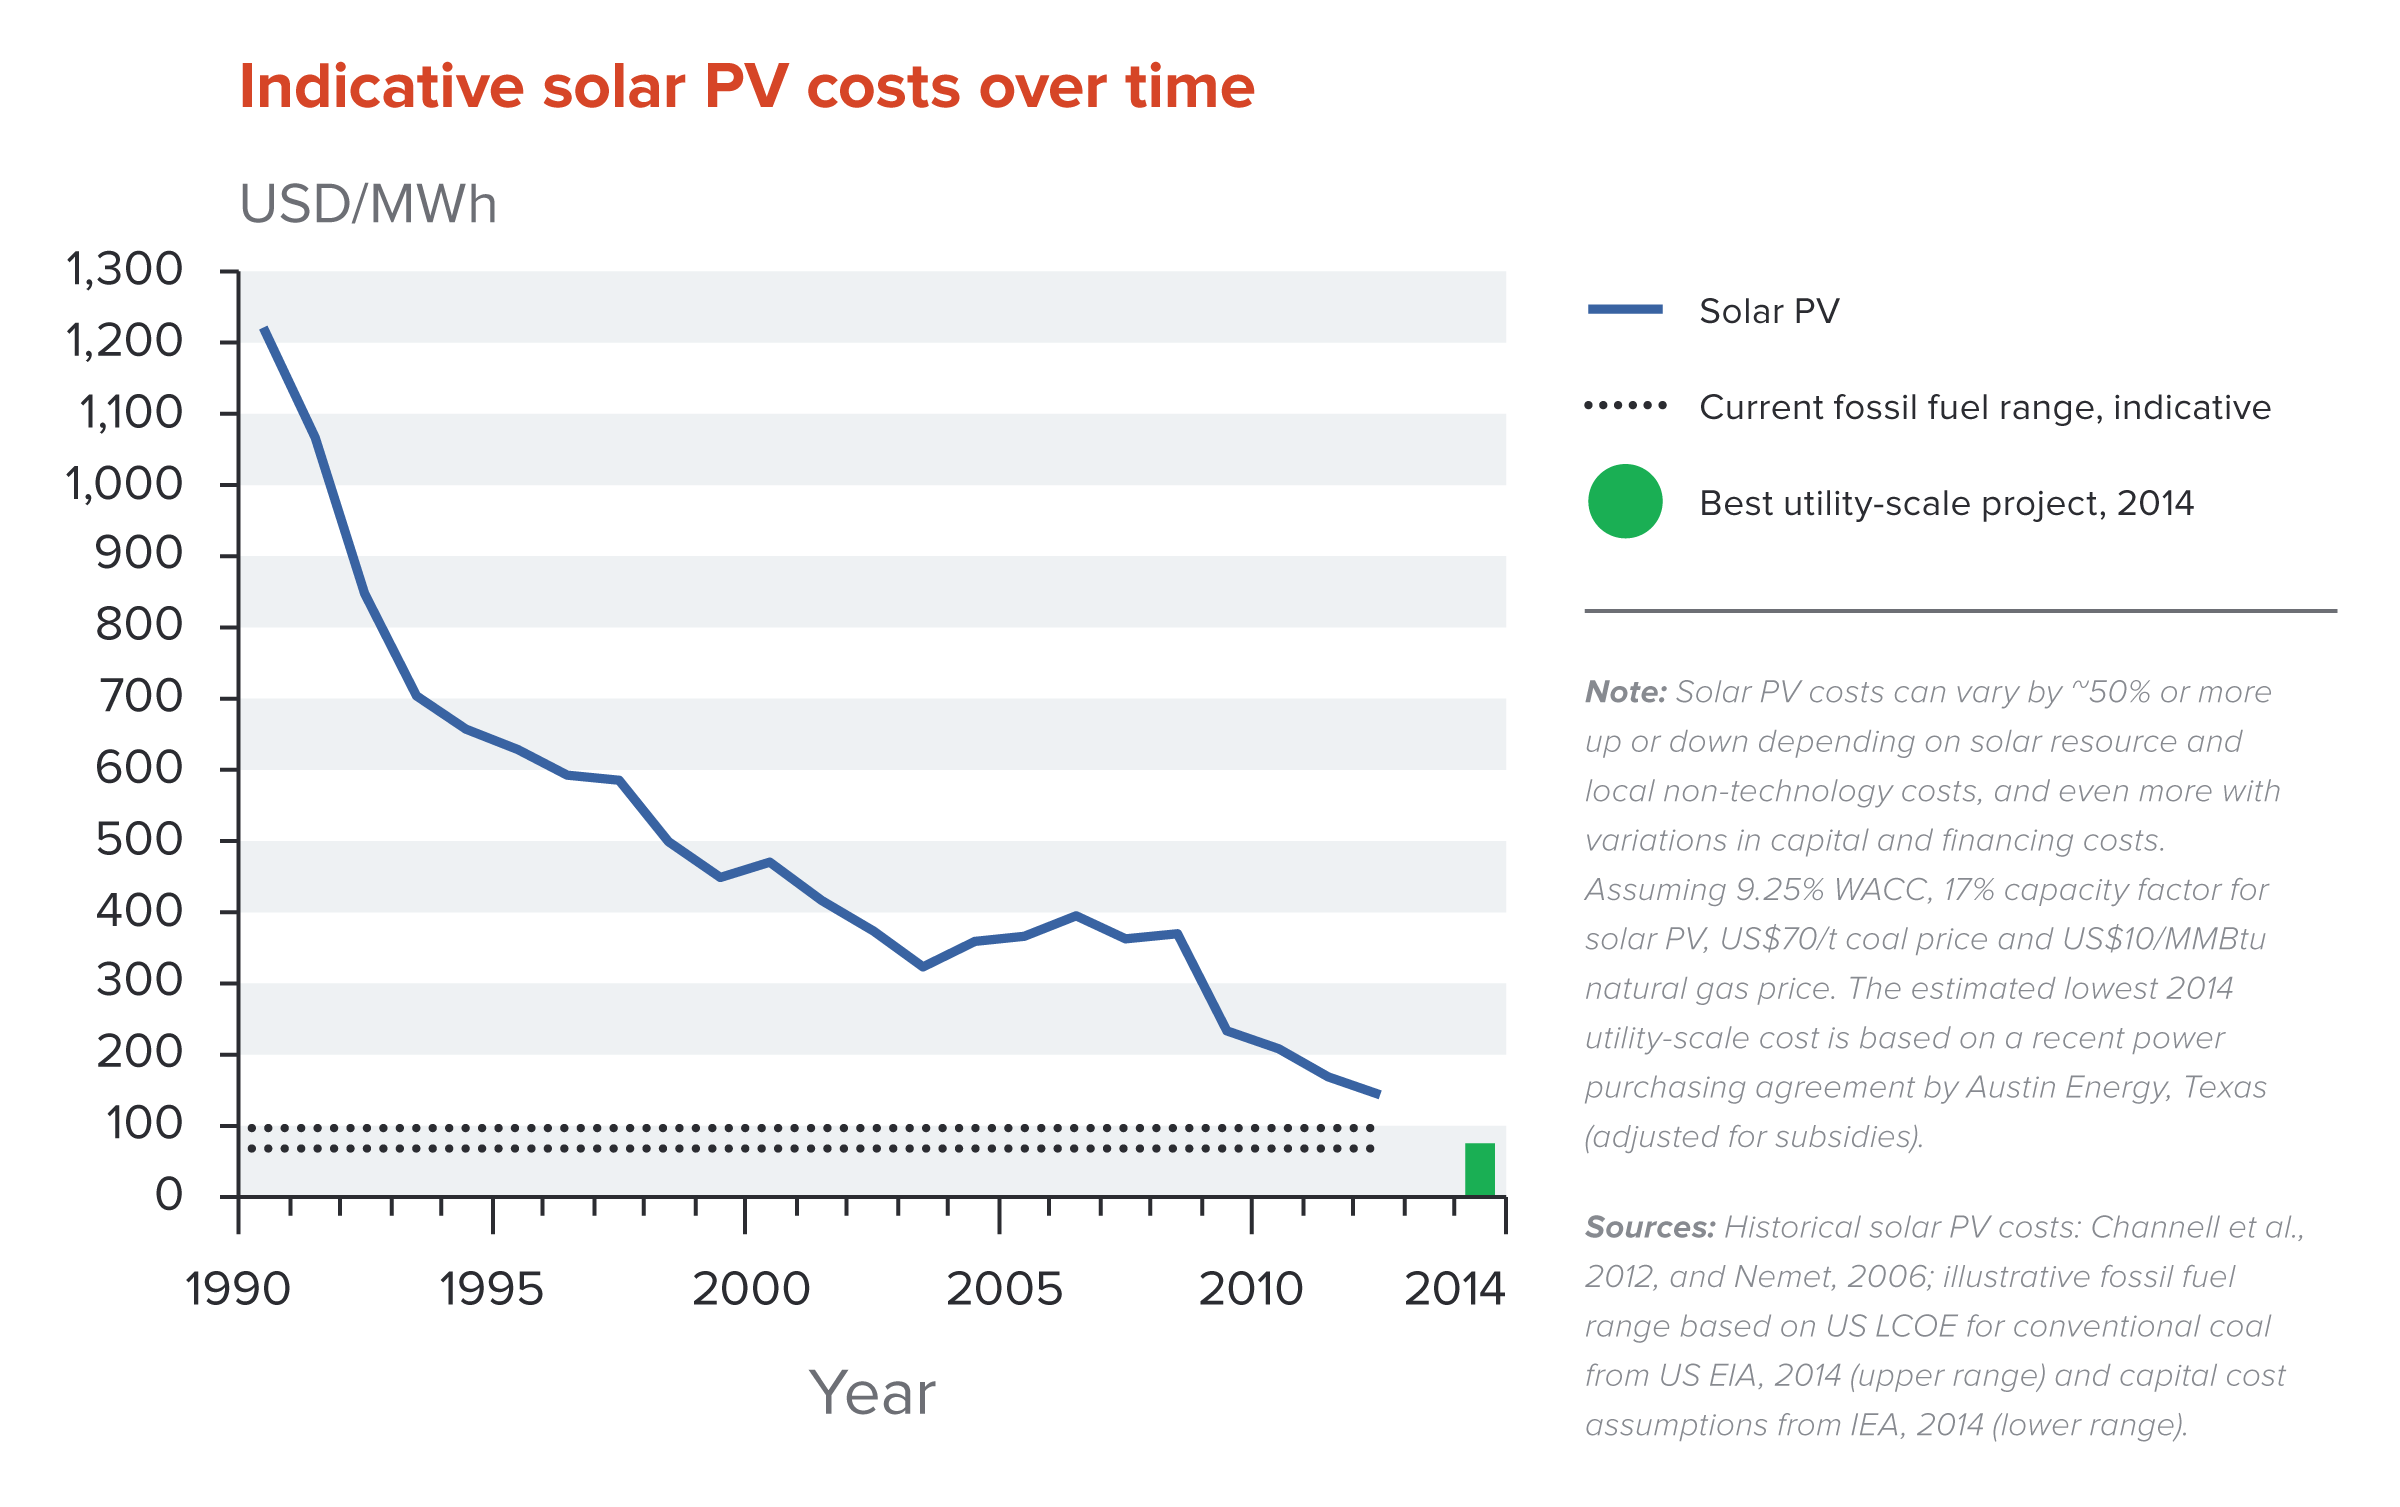 Indicative solar PV costs over time
USD/MWh
1,300
1,200
1,100
1,000
900
800
700
600
500
400
300
200
100
0
1990
1995
2000
2005
2010
2014
Year
Solar PV
Current fossil fuel range, indicative
Best utility-scale project, 2014
Note: Solar PV costs can vary by ~50% or more
up or down depending on solar resource and
local non-technology costs, and even more with
variations in capital and financing costs.
Assuming 9.25% WACC, 17% capacity factor for
solar PV, US$70/t coal price and US$10/MMBtu
natural gas price. The estimated lowest 2014
utility-scale cost is based on a recent power
purchasing agreement by Austin Energy, Texas
(adjusted for subsidies).
Sources: Historical solar PV costs: Channell et al.,
2012, and Nemet, 2006; illustrative fossil fuel
range based on US LCOE for conventional coal
from US EIA, 2014 (upper range) and capital cost
assumptions from IEA, 2014 (lower range).